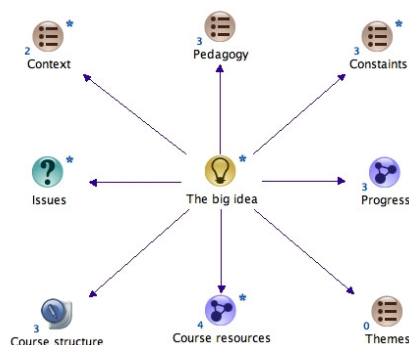 2 * 3 3 *
Context Pedagogy Constaints
* * 3
Issues The big idea Progress
3 4 * 0
Course structure Course resources Themes